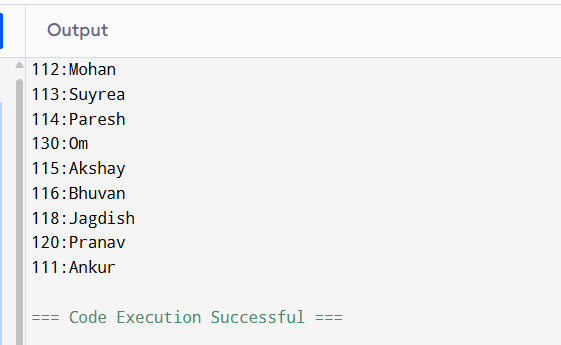 Output
112:Mohan
113:Suyrea
114:Paresh
130:Om
115:Akshay
116:Bhuvan
118:Jagdish
120:Pranav
111:Ankur
=== Code Execution Successful ===